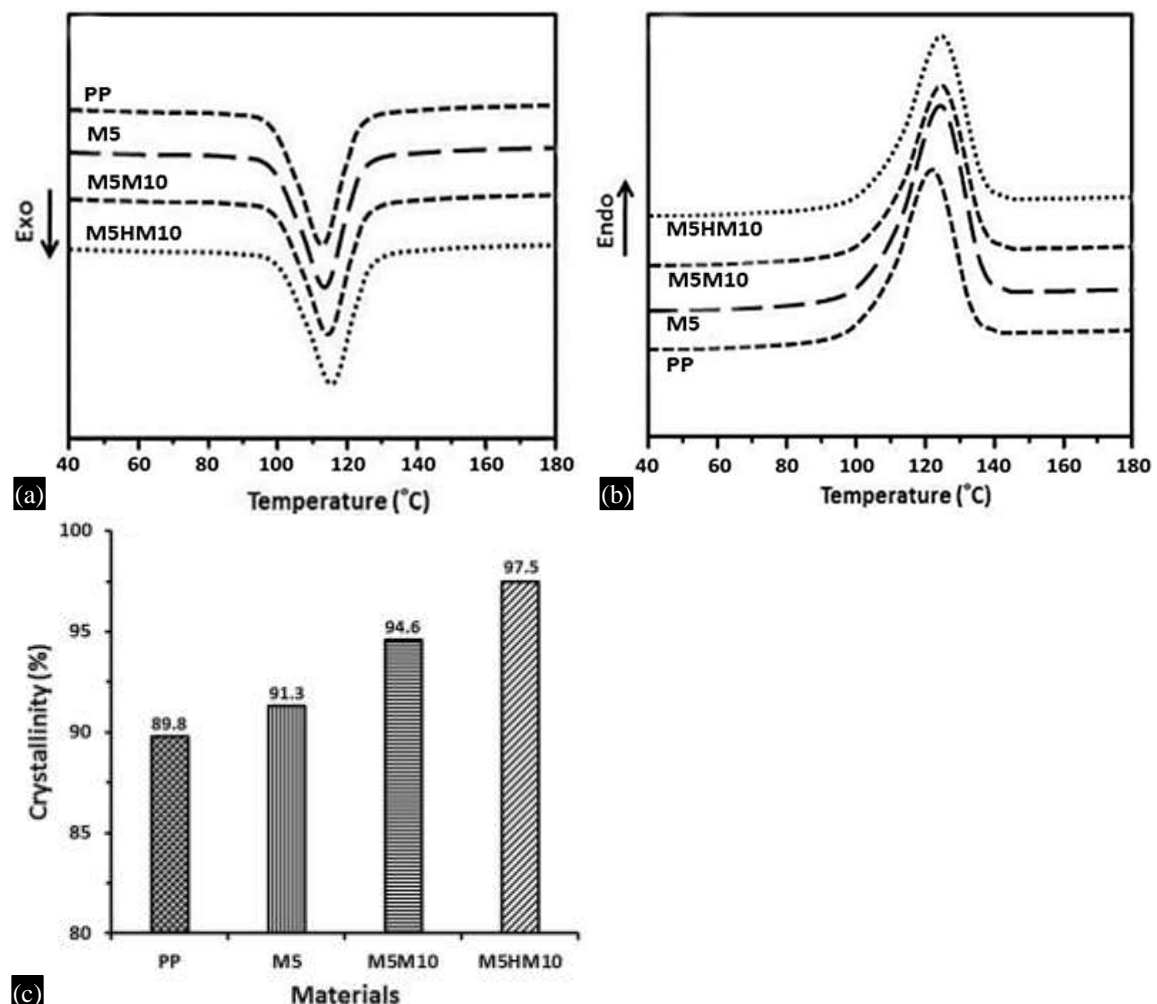 PP
M5
M5M10
M5HM10
Exo
40 60 80 100 120 140 160 180
Temperature (°C)
(a)
Endo
M5HM10
M5M10
M5
PP
40 60 80 100 120 140 160 180
Temperature (°C)
(b)
100
95
90
85
80
Crystallinity (%)
89.8
91.3
94.6
97.5
PP M5 M5M10 M5HM10
Materials
(c)